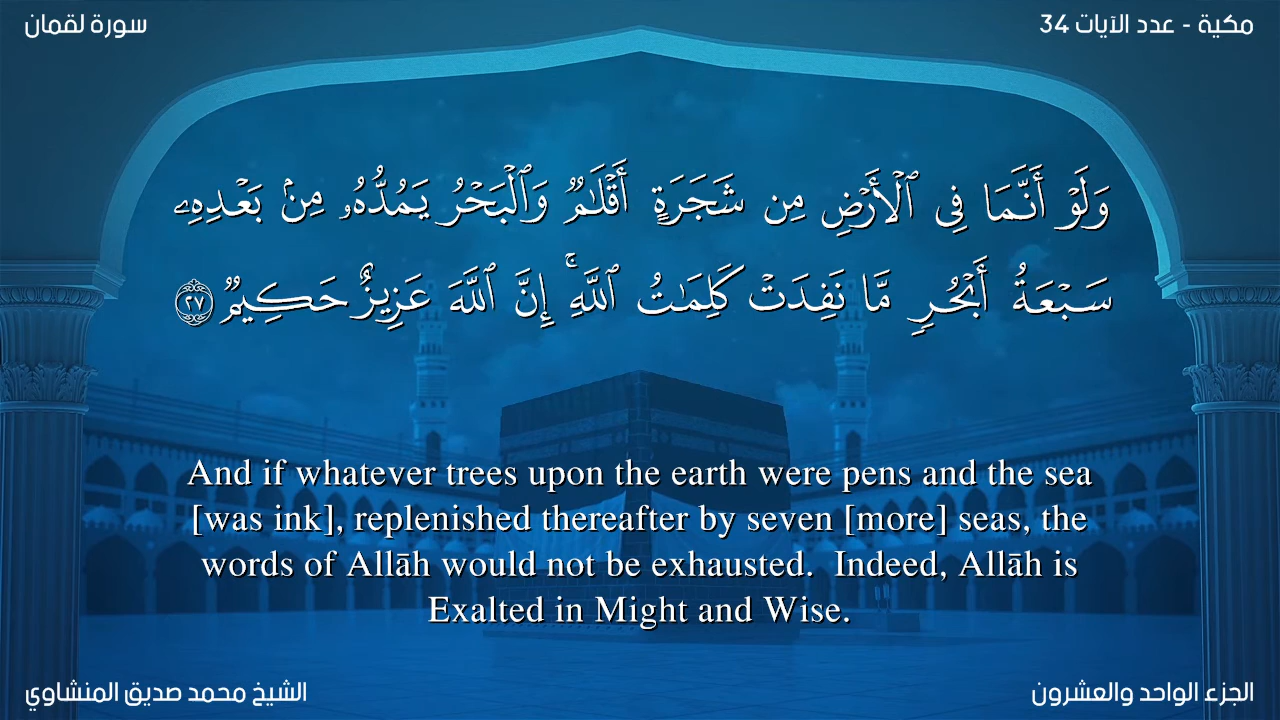 مكية - عدد الآيات 34
سورة لقمان
وَلَوْ أَنَّمَا فِى ٱلْأَرْضِ مِن شَجَرَةٍ أَقْلَـٰمٌ وَٱلْبَحْرُ يَمُدُّهُۥ مِنۢ بَعْدِهِۦ
سَبْعَةُ أَبْحُرٍ مَّا نَفِدَتْ كَلِمَـٰتُ ٱللَّهِ ۗ إِنَّ ٱللَّهَ عَزِيزٌ حَكِيمٌ ٢٧
And if whatever trees upon the earth were pens and the sea
[was ink], replenished thereafter by seven [more] seas, the
words of Allāh would not be exhausted. Indeed, Allāh is
Exalted in Might and Wise.
الجزء الواحد والعشرون
الشيخ محمد صديق المنشاوي